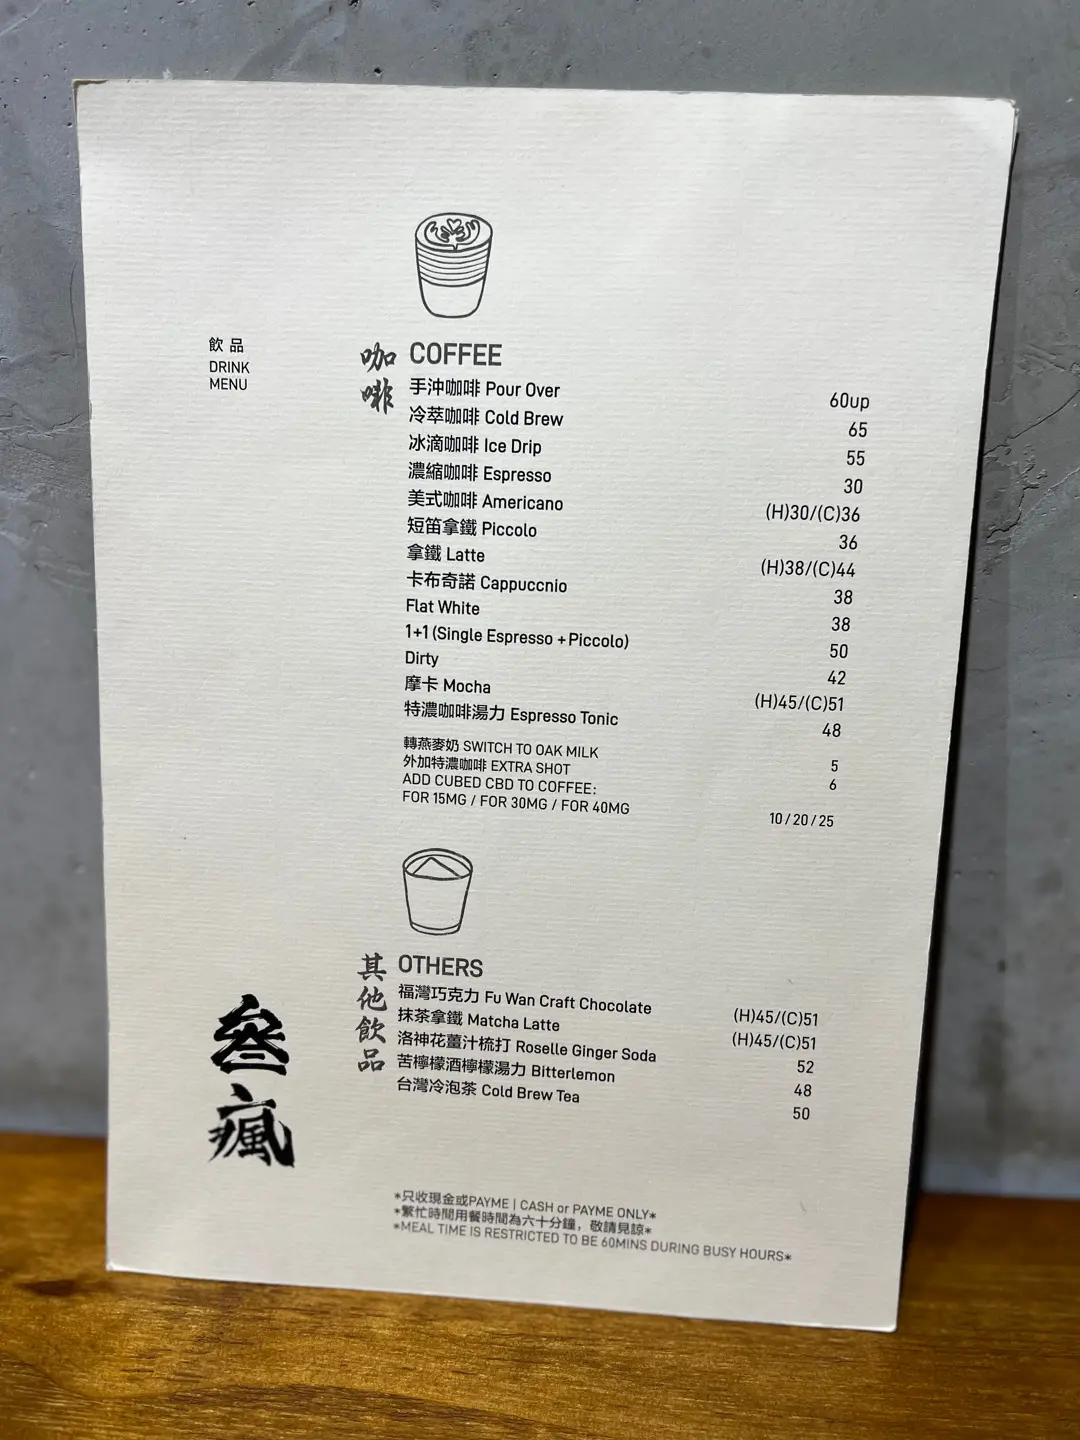 飲品
DRINK
MENU
咖啡 COFFEE
手沖咖啡 Pour Over 60up
冷萃咖啡 Cold Brew 65
冰滴咖啡 Ice Drip 55
濃縮咖啡 Espresso 30
美式咖啡 Americano (H)30/(C)36
短笛拿鐵 Piccolo 36
拿鐵 Latte (H)38/(C)44
卡布奇諾 Cappuccnio 38
Flat White 38
1+1 (Single Espresso + Piccolo) 50
Dirty 42
摩卡 Mocha (H)45/(C)51
特濃咖啡湯力 Espresso Tonic 48
轉燕麥奶 SWITCH TO OAK MILK 5
外加特濃咖啡 EXTRA SHOT 6
ADD CUBED CBD TO COFFEE:
FOR 15MG / FOR 30MG / FOR 40MG 10 / 20 / 25
其他飲品 OTHERS
福灣巧克力 Fu Wan Craft Chocolate (H)45/(C)51
抹茶拿鐵 Matcha Latte (H)45/(C)51
洛神花薑汁梳打 Roselle Ginger Soda 52
苦檸檬酒檸檬湯力 Bitterlemon 48
台灣冷泡茶 Cold Brew Tea 50
叁瘋
*只收現金或PAYME | CASH or PAYME ONLY*
*繁忙時間用餐時間為六十分鐘，敬請見諒*
*MEAL TIME IS RESTRICTED TO BE 60MINS DURING BUSY HOURS*